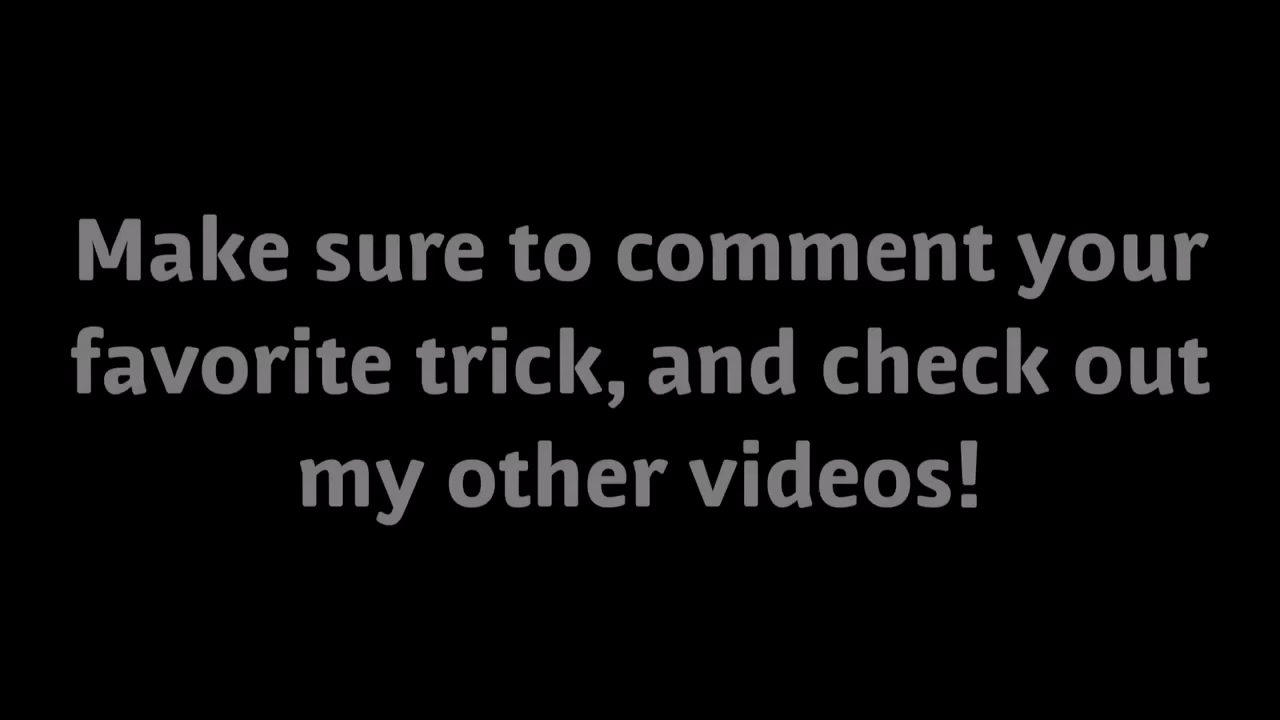 Make sure to comment your
favorite trick, and check out
my other videos!